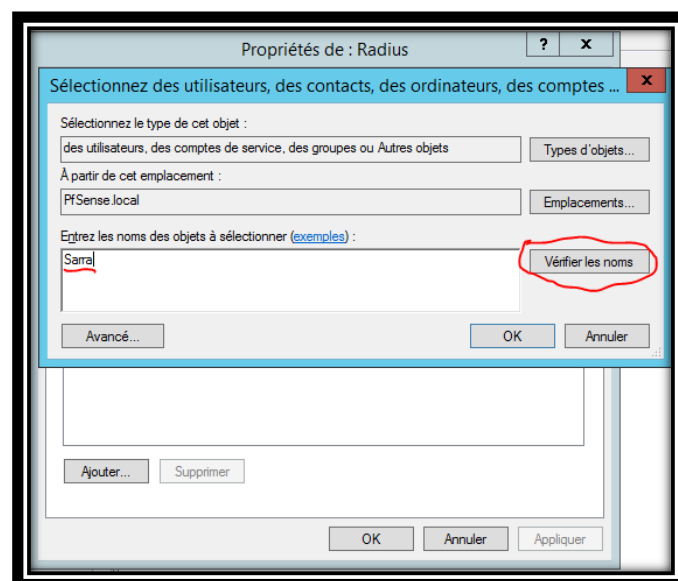 Propriétés de : Radius
? x
Sélectionnez des utilisateurs, des contacts, des ordinateurs, des comptes ... x
Sélectionnez le type de cet objet :
des utilisateurs, des comptes de service, des groupes ou Autres objets
Types d'objets...
À partir de cet emplacement :
PfSense.local
Emplacements...
Entrez les noms des objets à sélectionner (exemples) :
Sarra
Vérifier les noms
Avancé...
OK
Annuler
Ajouter...
Supprimer
OK
Annuler
Appliquer